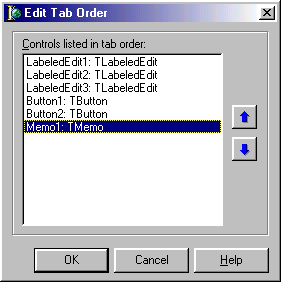 Edit Tab Order
Controls listed in tab order:
LabeledEdit1: TLabeledEdit
LabeledEdit2: TLabeledEdit
LabeledEdit3: TLabeledEdit
Button1: TButton
Button2: TButton
Memo1: TMemo
OK
Cancel
Help